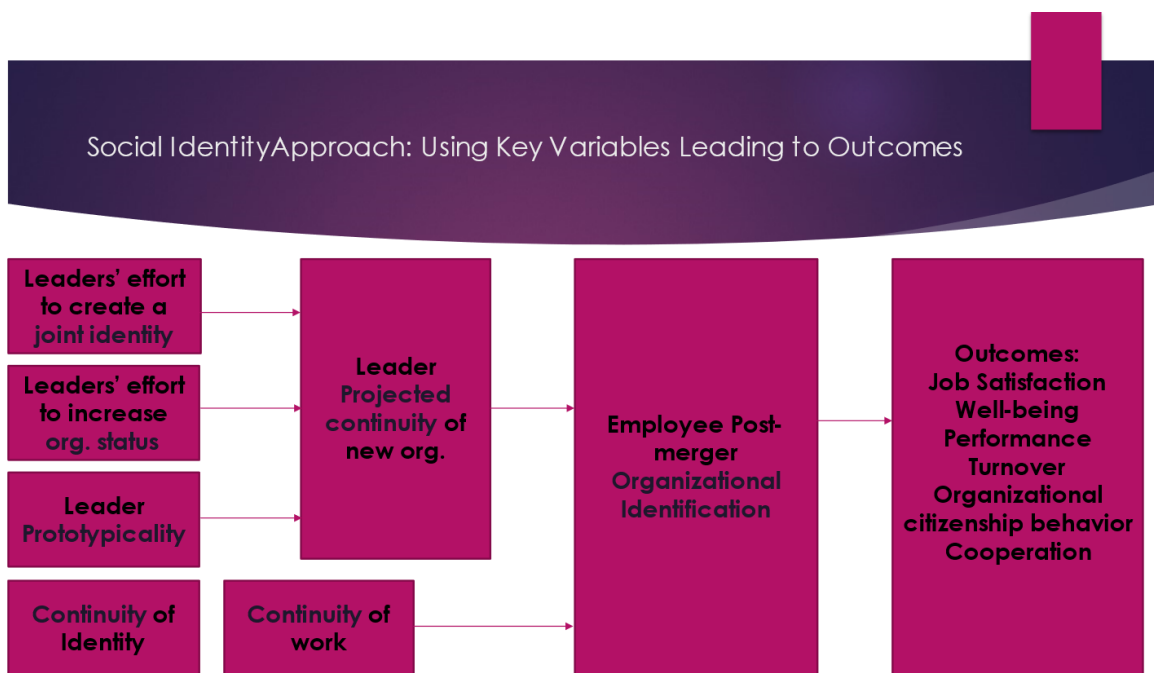 Social IdentityApproach: Using Key Variables Leading to Outcomes
Leaders' effort
to create a
joint identity
Leaders' effort
to increase
org. status
Leader
Prototypicality
Continuity of
Identity
Continuity of
work
Leader
Projected
continuity of
new org.
Employee Post-
merger
Organizational
Identification
Outcomes:
Job Satisfaction
Well-being
Performance
Turnover
Organizational
citizenship behavior
Cooperation